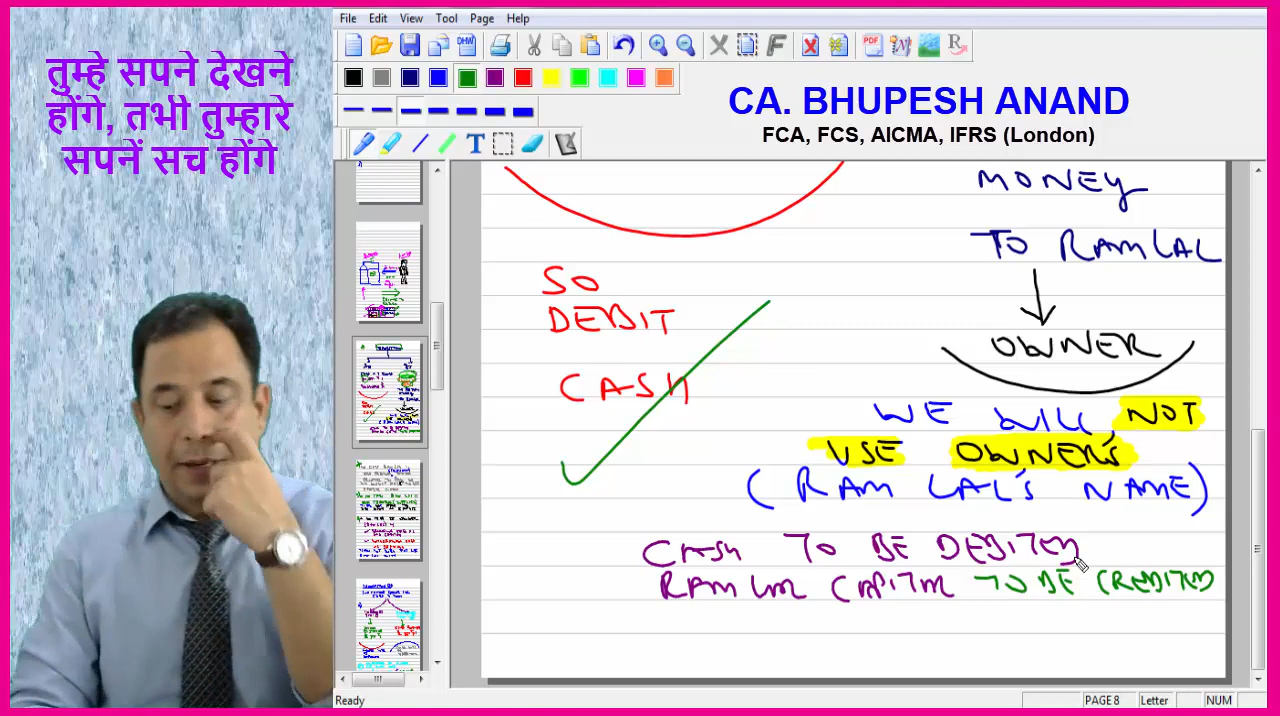 तुम्हे सपने देखने
होंगे, तभी तुम्हारे
सपनें सच होंगे
File Edit View Tool Page Help
CA. BHUPESH ANAND
FCA, FCS, AICMA, IFRS (London)
MONEY
TO RAMLAL
SO
DEBIT
CASH
OWNER
WE WILL NOT
USE OWNER'S
(RAM LAL'S NAME)
CASH TO BE DEBITED
RAMLAL CAPITAL TO BE CREDITED
Ready PAGE 8 Letter NUM